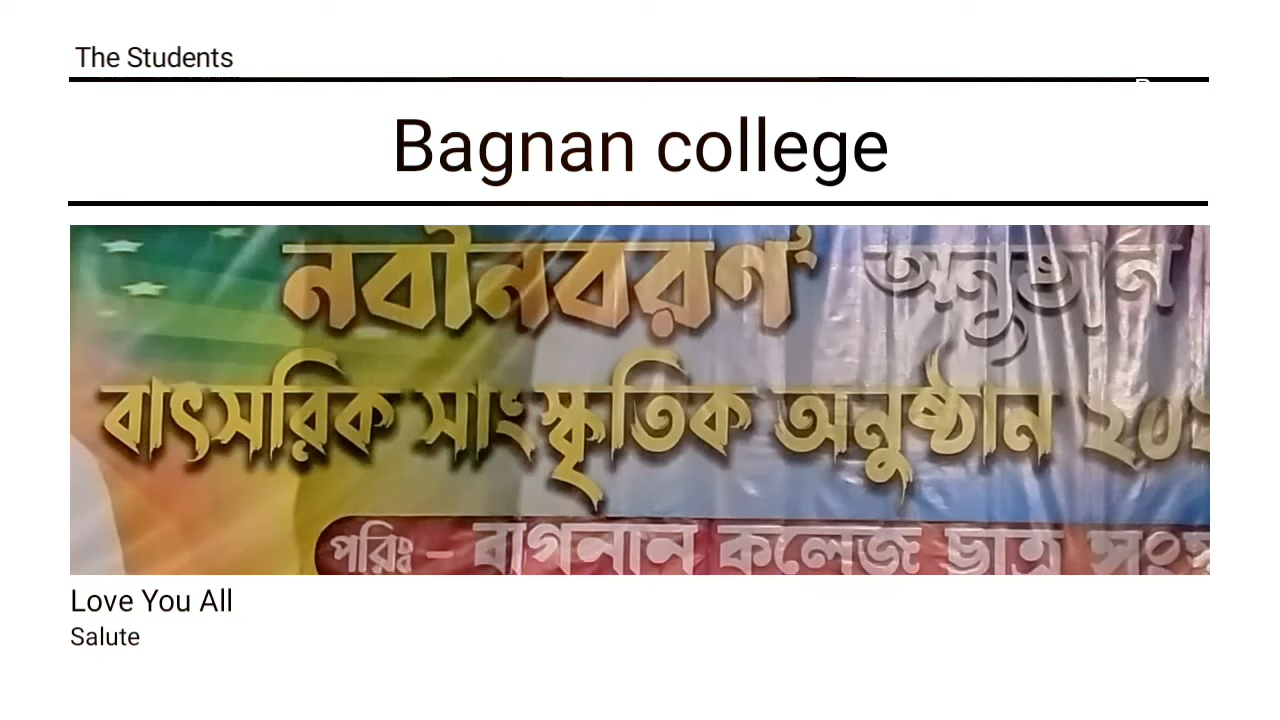 The Students
Bagnan college
নবীনবরণ অনুষ্ঠান
বাৎসরিক সাংস্কৃতিক অনুষ্ঠান
পরিঃ – বাগনান কলেজ ছাত্র
Love You All
Salute